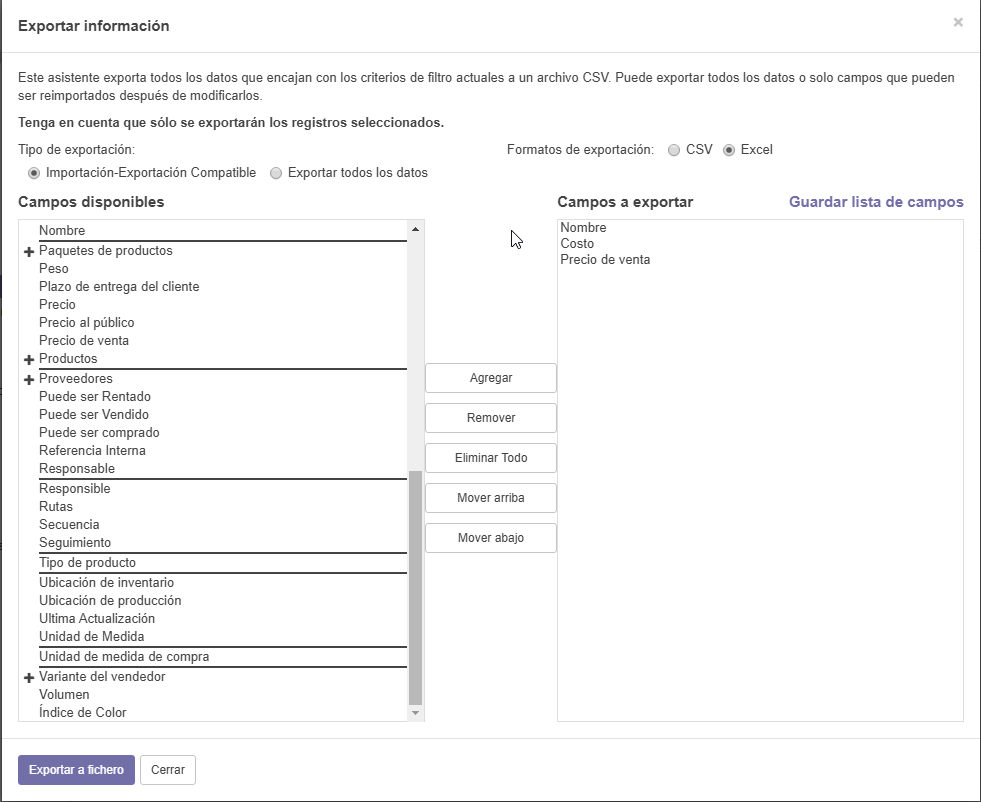 Exportar información
×
Este asistente exporta todos los datos que encajan con los criterios de filtro actuales a un archivo CSV. Puede exportar todos los datos o solo campos que pueden
ser reimportados después de modificarlos.
Tenga en cuenta que sólo se exportarán los registros seleccionados.
Tipo de exportación:
Formatos de exportación: CSV Excel
Importación-Exportación Compatible Exportar todos los datos
Campos disponibles
Nombre
Paquetes de productos
Peso
Plazo de entrega del cliente
Precio
Precio al público
Precio de venta
Productos
Proveedores
Puede ser Rentado
Puede ser Vendido
Puede ser comprado
Referencia Interna
Responsable
Responsible
Rutas
Secuencia
Seguimiento
Tipo de producto
Ubicación de inventario
Ubicación de producción
Ultima Actualización
Unidad de Medida
Unidad de medida de compra
Variante del vendedor
Volumen
Índice de Color
Agregar
Remover
Eliminar Todo
Mover arriba
Mover abajo
Campos a exportar
Guardar lista de campos
Nombre
Costo
Precio de venta
Exportar a fichero
Cerrar